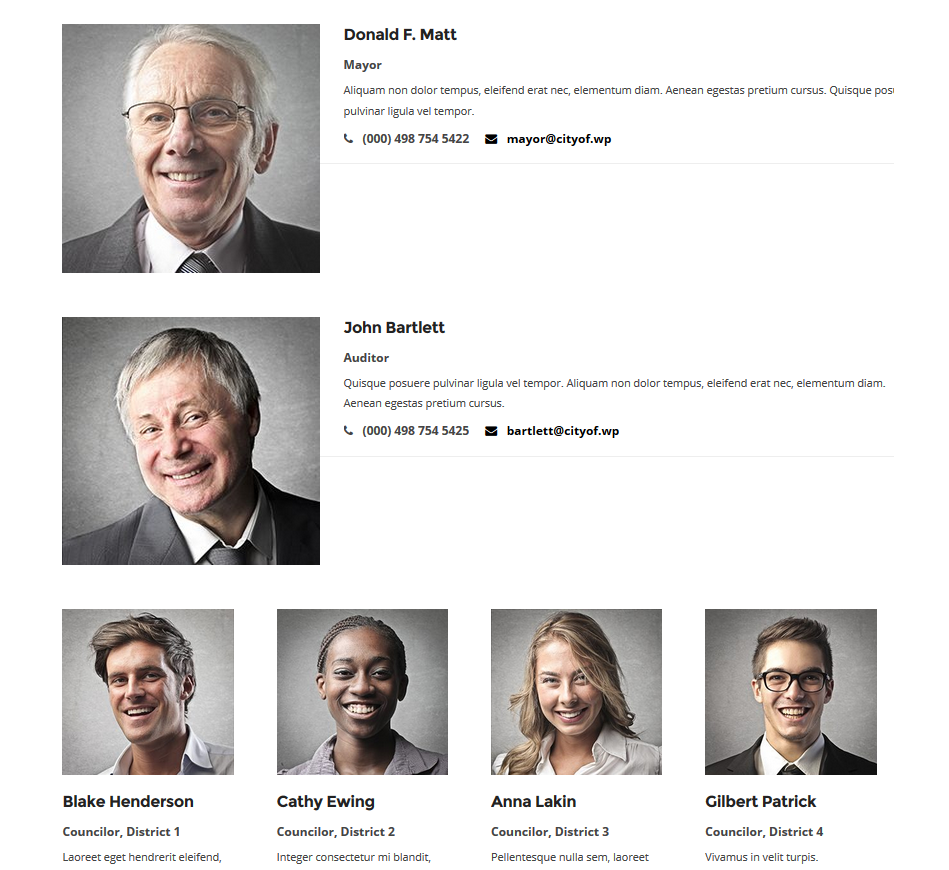 Donald F. Matt
Mayor
Aliquam non dolor tempus, eleifend erat nec, elementum diam. Aenean egestas pretium cursus. Quisque
pulvinar ligula vel tempor.
(000) 498 754 5422 mayor@cityof.wp
John Bartlett
Auditor
Quisque posuere pulvinar ligula vel tempor. Aliquam non dolor tempus, eleifend erat nec, elementum diam.
Aenean egestas pretium cursus.
(000) 498 754 5425 bartlett@cityof.wp
Blake Henderson
Councilor, District 1
Laoreet eget hendrerit eleifend,
Cathy Ewing
Councilor, District 2
Integer consectetur mi blandit,
Anna Lakin
Councilor, District 3
Pellentesque nulla sem, laoreet
Gilbert Patrick
Councilor, District 4
Vivamus in velit turpis.